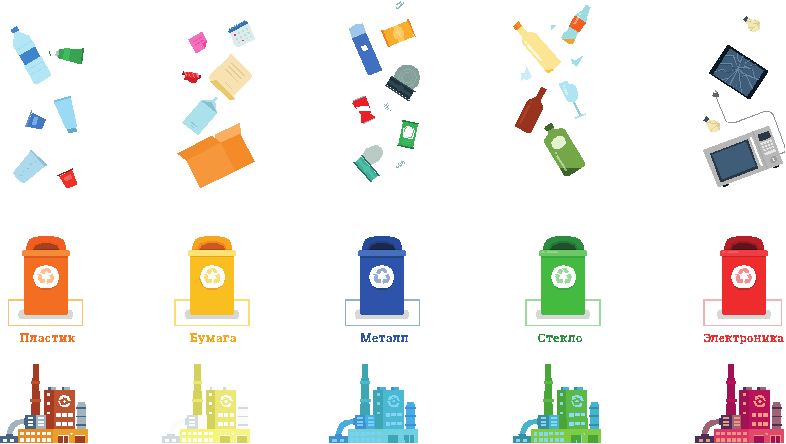 Пластик
Бумага
Металл
Стекло
Электроника